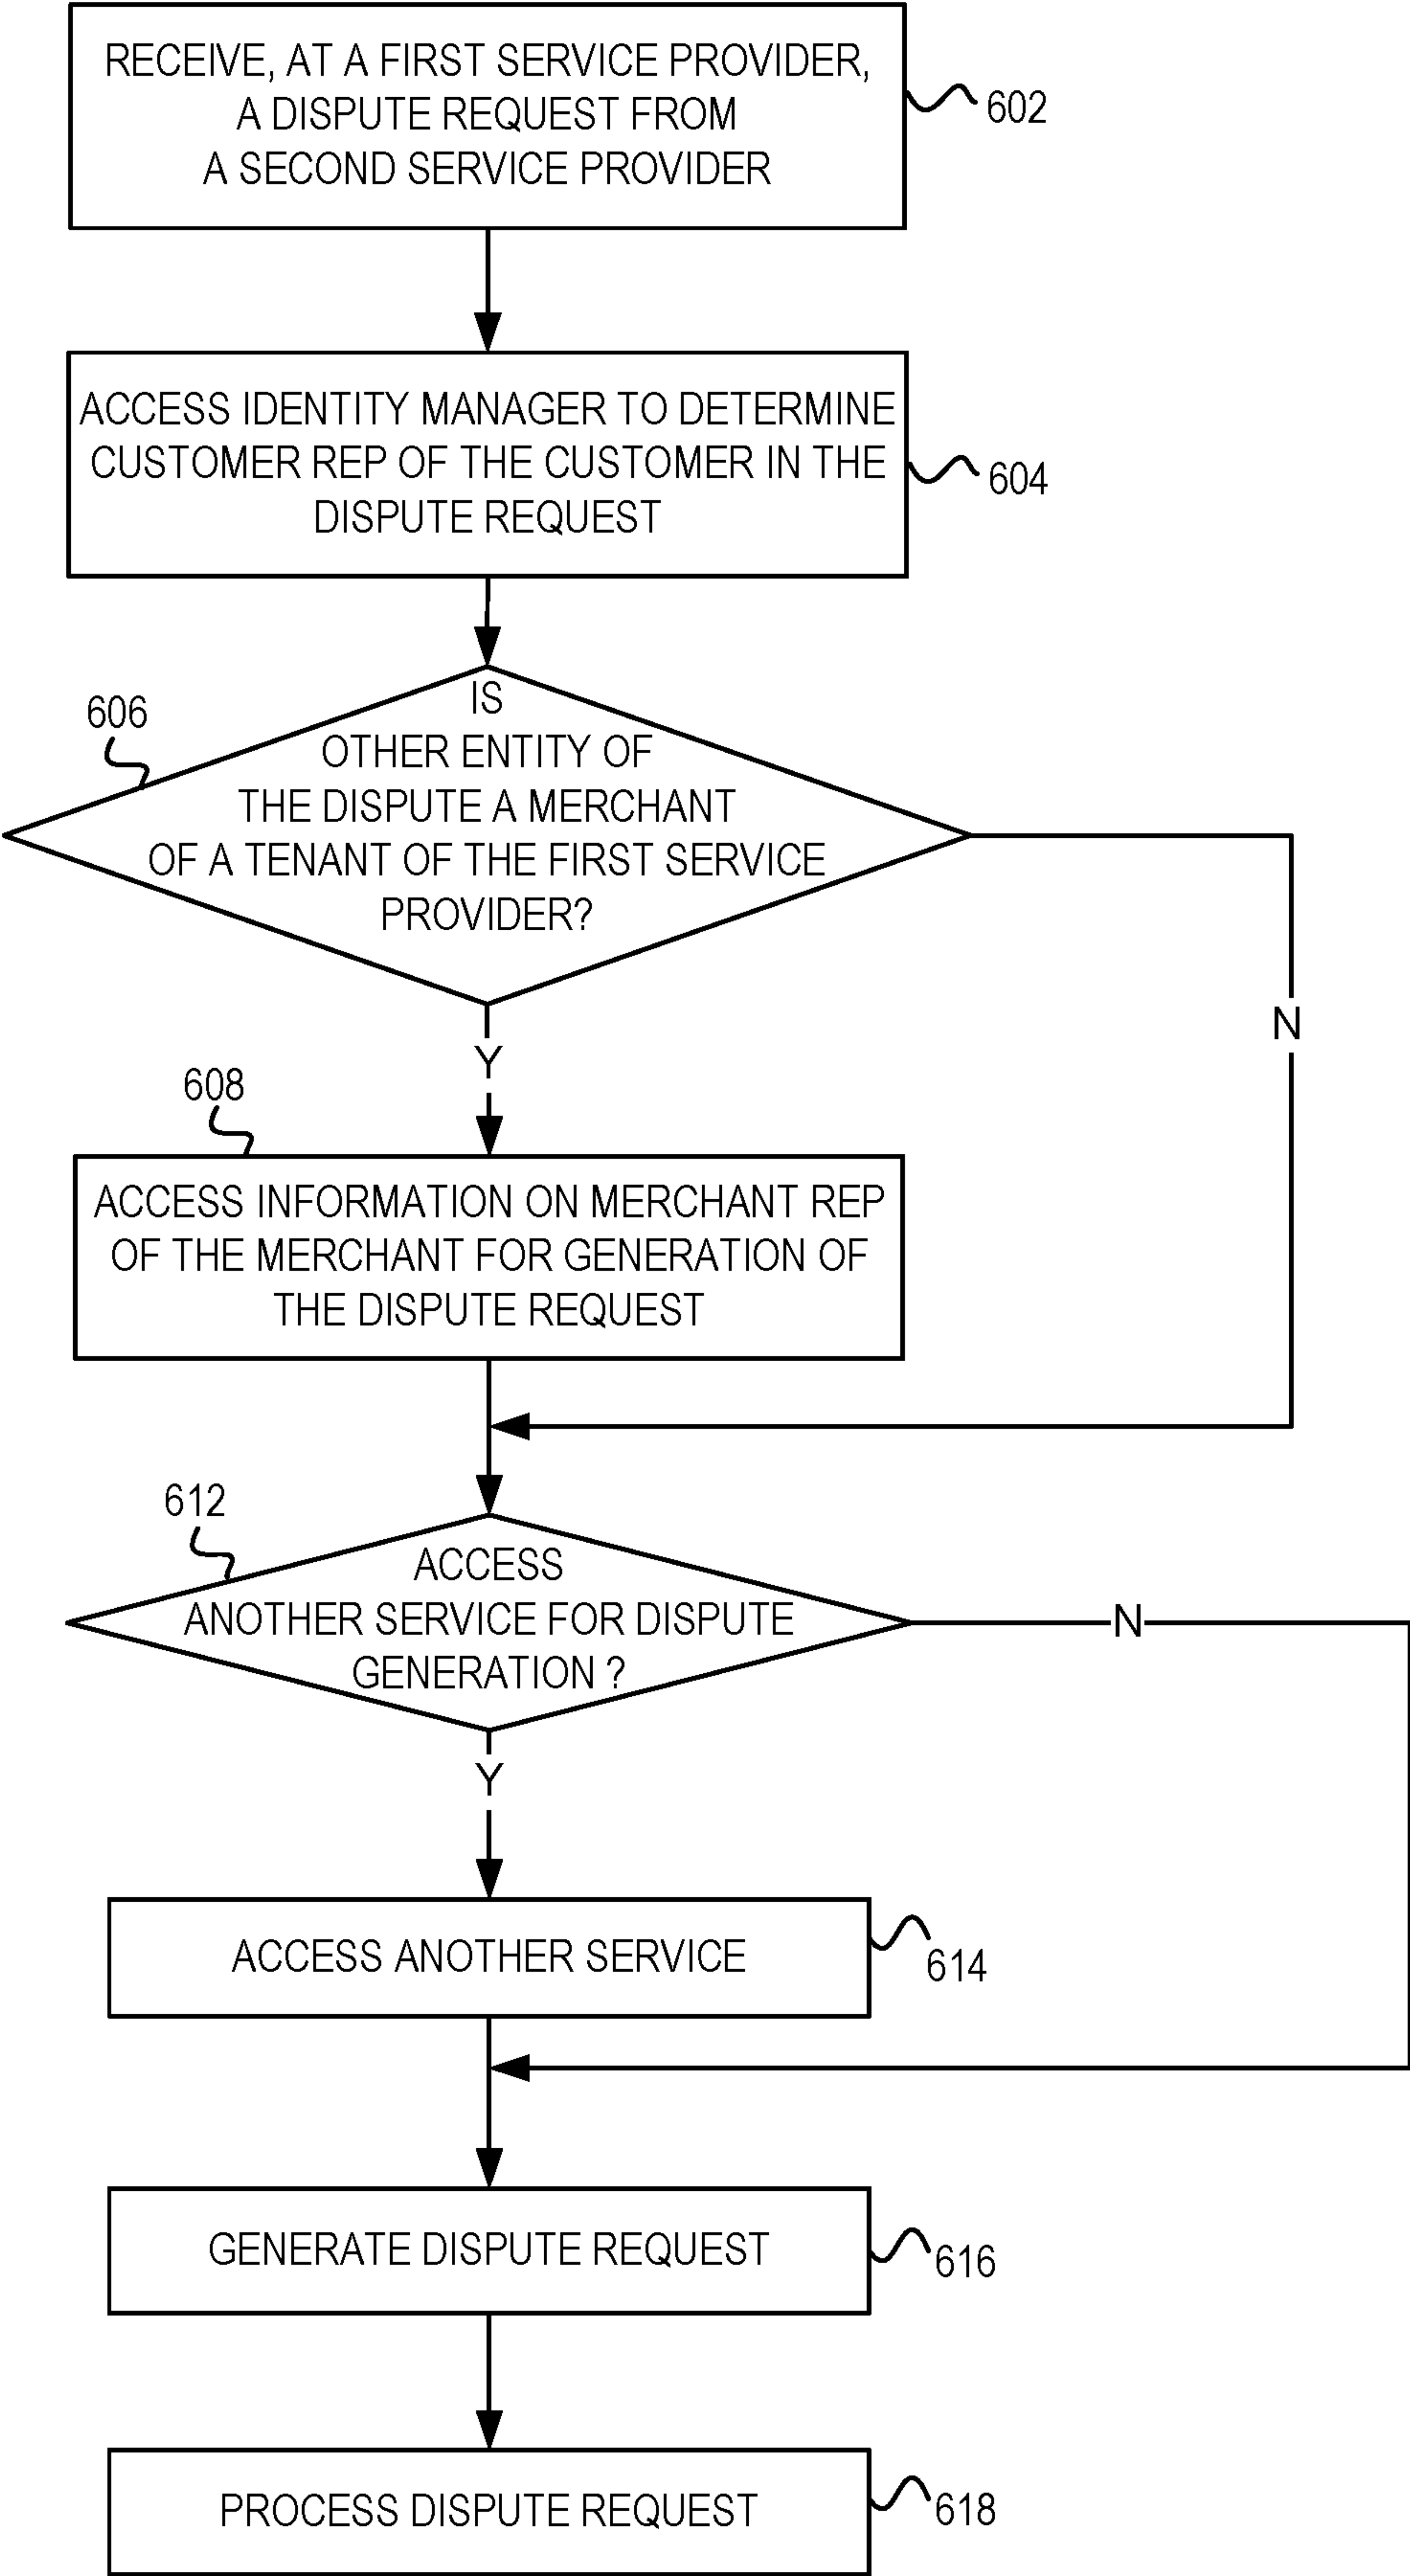 RECEIVE, AT A FIRST SERVICE PROVIDER,
A DISPUTE REQUEST FROM
A SECOND SERVICE PROVIDER
602
ACCESS IDENTITY MANAGER TO DETERMINE
CUSTOMER REP OF THE CUSTOMER IN THE
DISPUTE REQUEST
604
606
IS
OTHER ENTITY OF
THE DISPUTE A MERCHANT
OF A TENANT OF THE FIRST SERVICE
PROVIDER?
N
Y
608
ACCESS INFORMATION ON MERCHANT REP
OF THE MERCHANT FOR GENERATION OF
THE DISPUTE REQUEST
612
ACCESS
ANOTHER SERVICE FOR DISPUTE
GENERATION ?
N
Y
ACCESS ANOTHER SERVICE
614
GENERATE DISPUTE REQUEST
616
PROCESS DISPUTE REQUEST
618